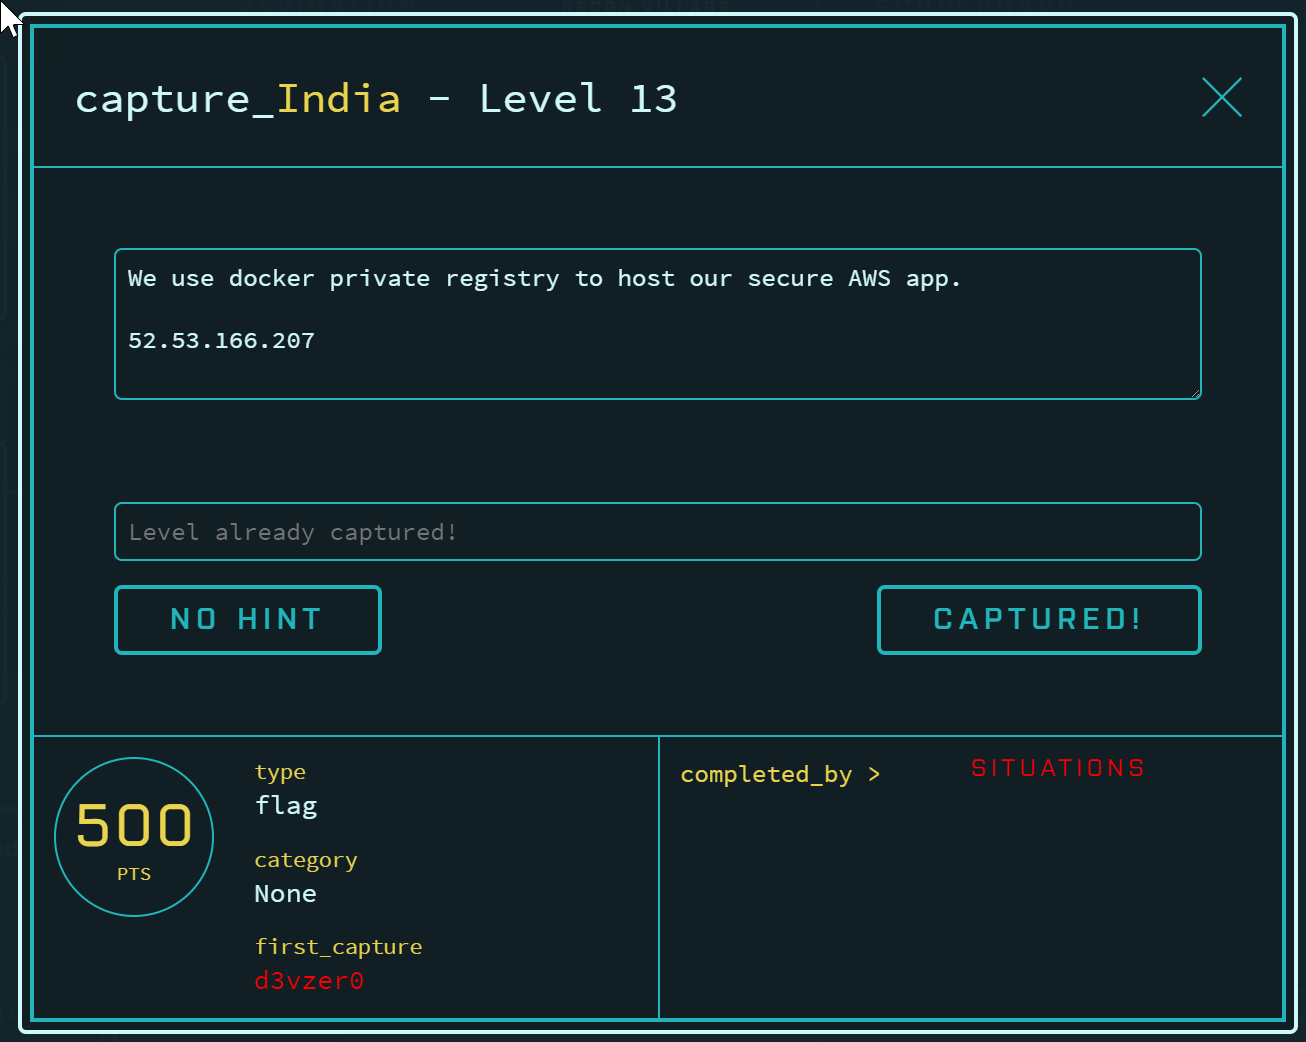 capture_India - Level 13
We use docker private registry to host our secure AWS app.
52.53.166.207
Level already captured!
NO HINT
CAPTURED!
500
PTS
type
flag
category
None
first_capture
d3vzer0
completed_by >
SITUATIONS